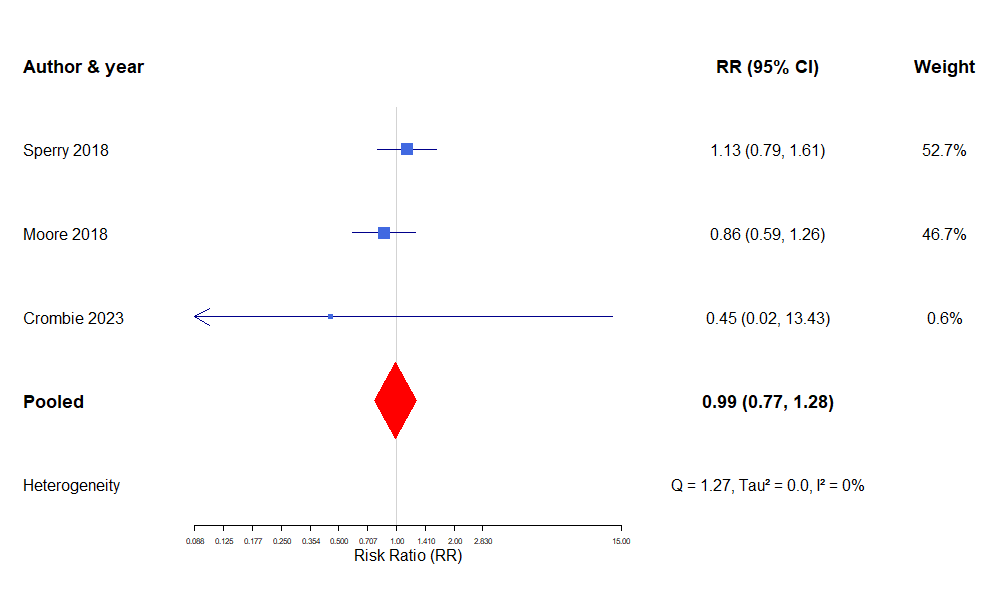 Author & year RR (95% CI) Weight
Sperry 2018 1.13 (0.79, 1.61) 52.7%
Moore 2018 0.86 (0.59, 1.26) 46.7%
Crombie 2023 0.45 (0.02, 13.43) 0.6%
Pooled 0.99 (0.77, 1.28)
Heterogeneity Q = 1.27, Tau² = 0.0, I² = 0%
0.088 0.125 0.177 0.250 0.354 0.500 0.707 1.00 1.410 2.00 2.830 15.00
Risk Ratio (RR)